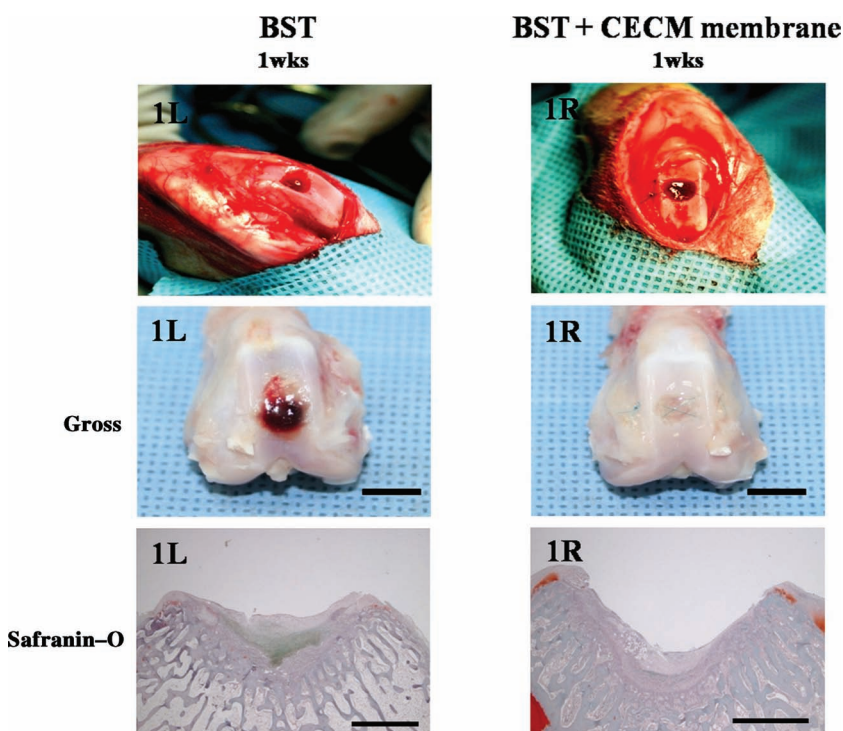 BST
1wks
BST + CECM membrane
1wks
1L
1R
Gross
1L
1R
Safranin–O
1L
1R